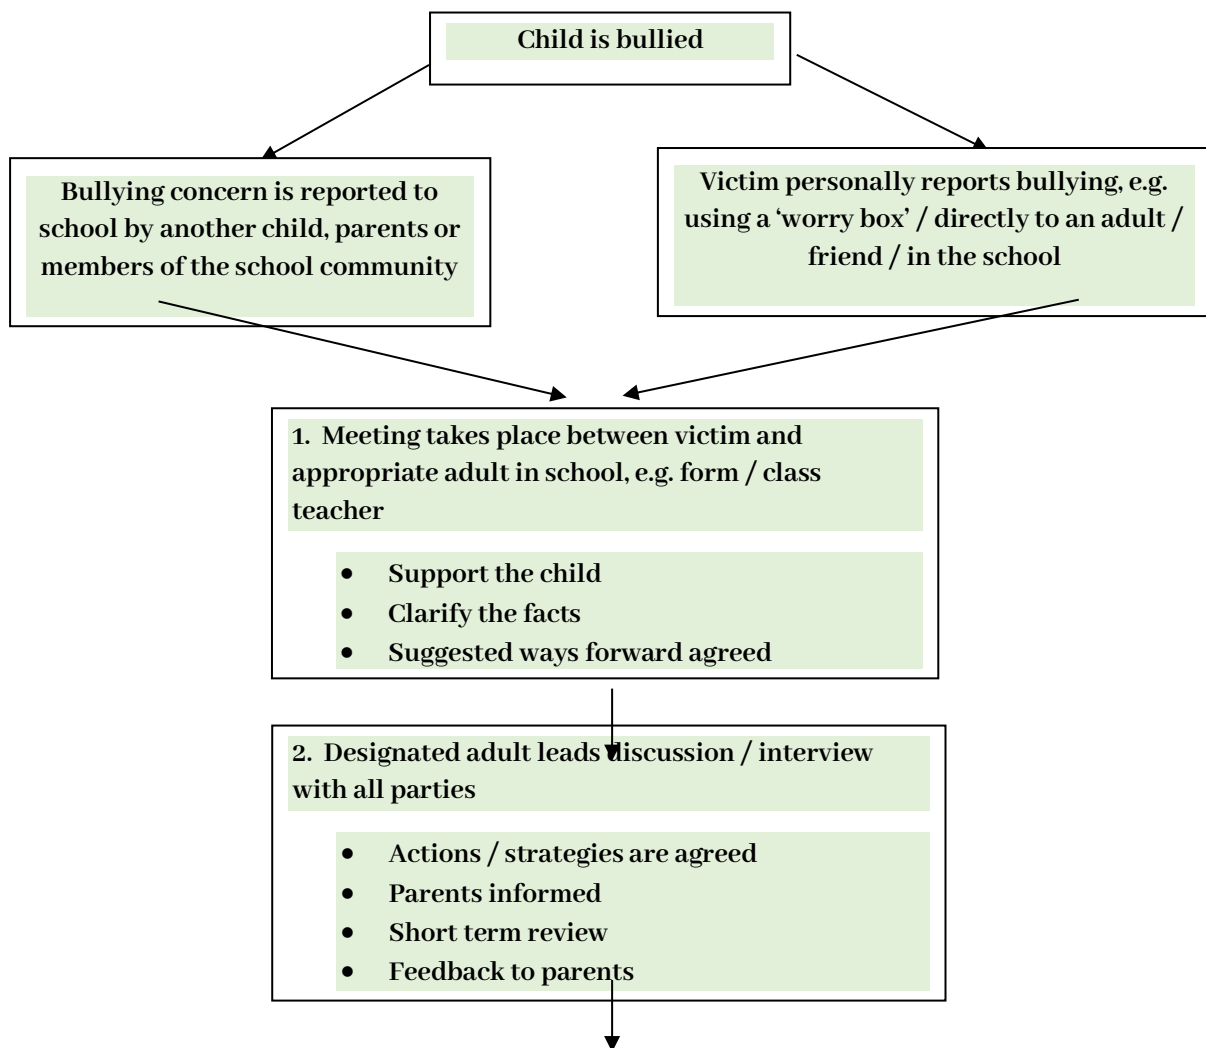 Child is bullied
Bullying concern is reported to
school by another child, parents or
members of the school community
Victim personally reports bullying, e.g.
using a ‘worry box’ / directly to an adult /
friend / in the school
1. Meeting takes place between victim and
appropriate adult in school, e.g. form / class
teacher
• Support the child
• Clarify the facts
• Suggested ways forward agreed
2. Designated adult leads discussion / interview
with all parties
• Actions / strategies are agreed
• Parents informed
• Short term review
• Feedback to parents